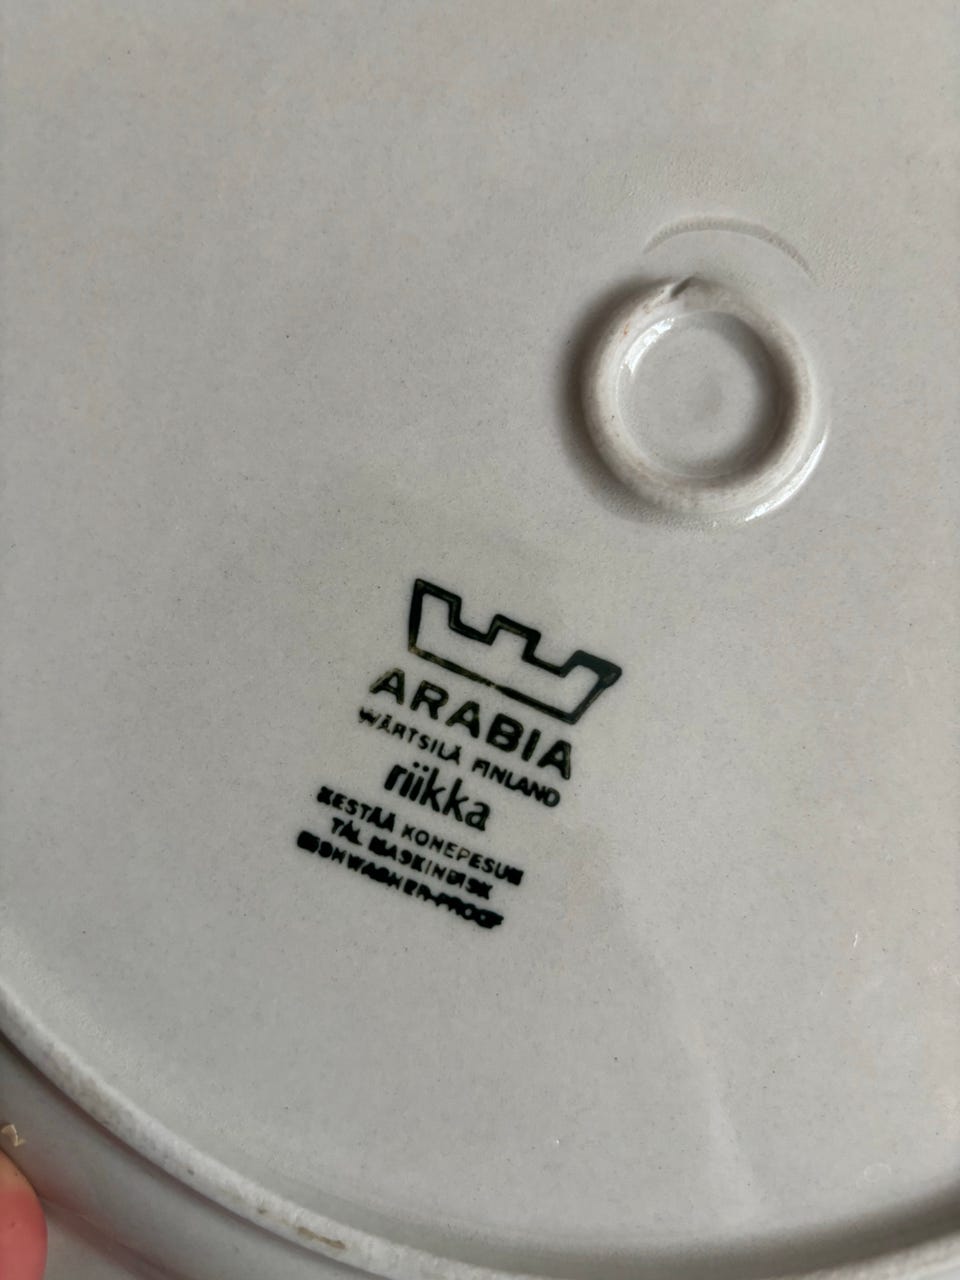 ARABIA
WÄRTSILÄ FINLAND
riikka
KESTÄÄ KONEPESUN
TÅL MASKINDISK
DISHWASHER-PROOF